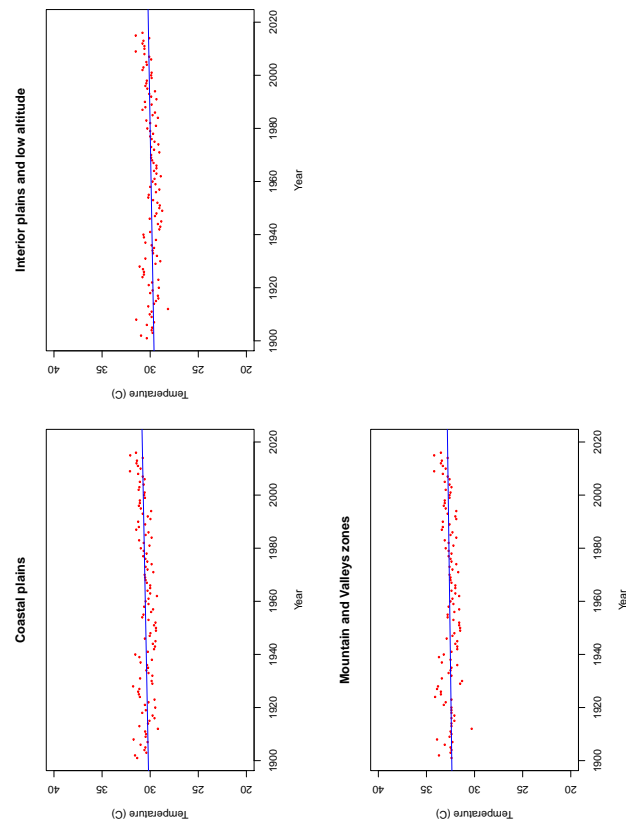 Coastal plains
Temperature (C)
40
35
30
25
20
1900 1920 1940 1960 1980 2000 2020
Year
Interior plains and low altitude
Temperature (C)
40
35
30
25
20
1900 1920 1940 1960 1980 2000 2020
Year
Mountain and Valleys zones
Temperature (C)
40
35
30
25
20
1900 1920 1940 1960 1980 2000 2020
Year